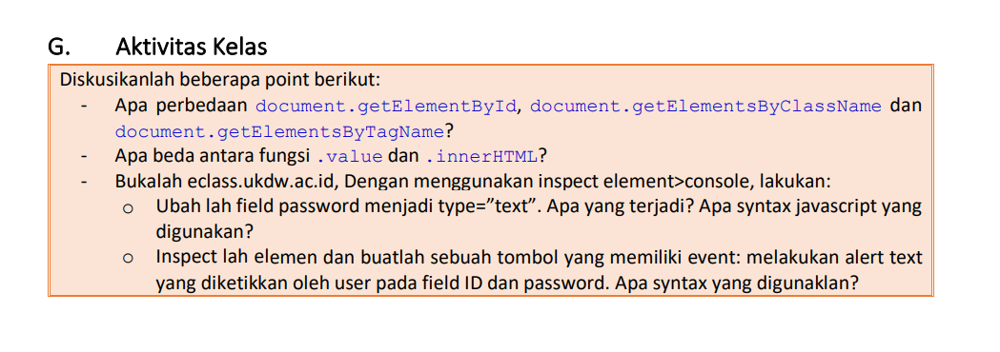 G. Aktivitas Kelas
Diskusikanlah beberapa point berikut:
- Apa perbedaan document.getElementById, document.getElementsByClassName dan
document.getElementsByTagName?
- Apa beda antara fungsi .value dan .innerHTML?
- Bukalah eclass.ukdw.ac.id, Dengan menggunakan inspect element>console, lakukan:
o Ubah lah field password menjadi type=”text”. Apa yang terjadi? Apa syntax javascript yang
digunakan?
o Inspect lah elemen dan buatlah sebuah tombol yang memiliki event: melakukan alert text
yang diketikkan oleh user pada field ID dan password. Apa syntax yang digunaklan?